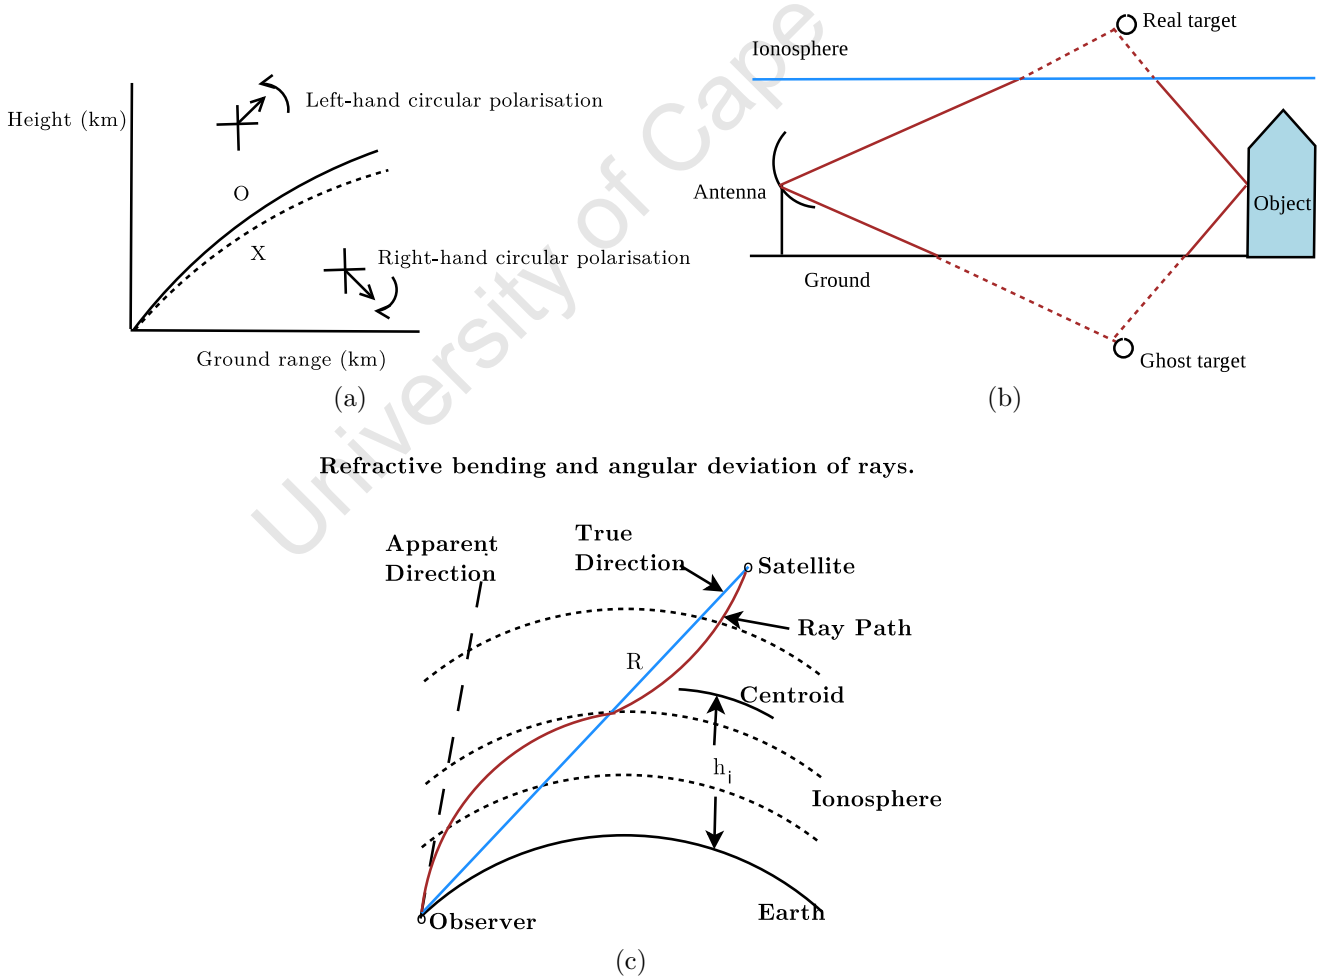 Height (km)
Left-hand circular polarisation
O
X
Right-hand circular polarisation
Ground range (km)
(a)
Real target
Ionosphere
Antenna
Object
Ground
Ghost target
(b)
University of Cape
Refractive bending and angular deviation of rays.
Apparent
Direction
True
Direction
Satellite
Ray Path
R
Centroid
hi
Ionosphere
Earth
Observer
(c)